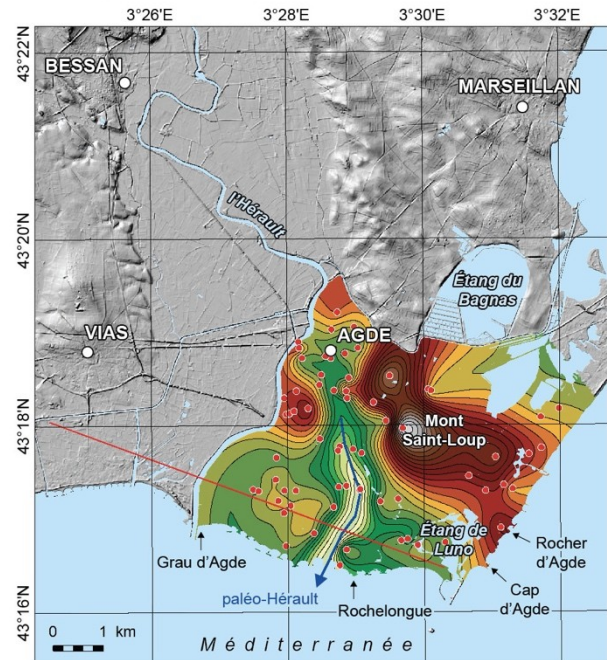 3°26'E 3°28'E 3°30'E 3°32'E
43°22'N
BESSAN
MARSEILLAN
l'Hérault
43°20'N
Étang du
Bagnas
VIAS
AGDE
43°18'N
Mont
Saint-Loup
Étang de
Luno
Grau d'Agde
Rocher
d'Agde
paléo-Hérault
Rochelongue
Cap
d'Agde
43°16'N
0 1 km
Méditerranée